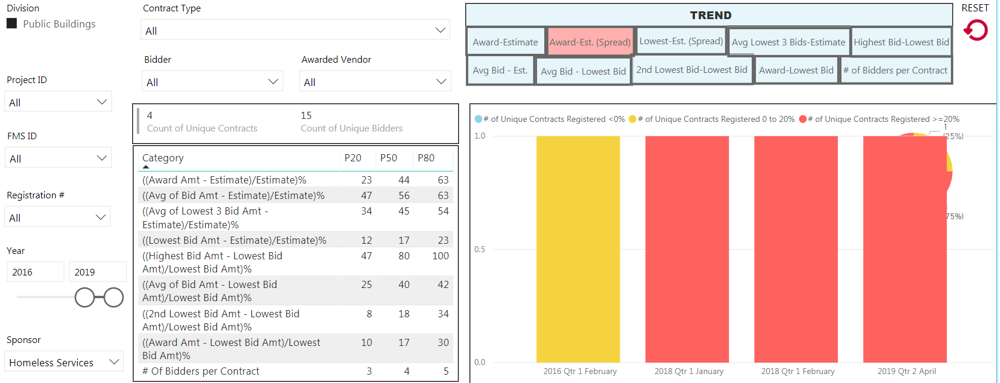 Division
Public Buildings
Contract Type
All
Bidder
All
Awarded Vendor
All
Project ID
All
FMS ID
All
Registration #
All
Year
2016 2019
Sponsor
Homeless Services
4
Count of Unique Contracts
15
Count of Unique Bidders
Category P20 P50 P80
((Award Amt - Estimate)/Estimate)% 23 44 63
((Avg of Bid Amt - Estimate)/Estimate)% 47 56 63
((Avg of Lowest 3 Bid Amt - 34 45 54
Estimate)/Estimate)%
((Lowest Bid Amt - Estimate)/Estimate)% 12 17 23
((Highest Bid Amt - Lowest Bid 47 80 100
Amt)/Lowest Bid Amt)%
((Avg of Bid Amt - Lowest Bid 25 40 42
Amt)/Lowest Bid Amt)%
((2nd Lowest Bid Amt - Lowest Bid 8 18 34
Amt)/Lowest Bid Amt)%
((Award Amt - Lowest Bid Amt)/Lowest 10 17 30
Bid Amt)%
# Of Bidders per Contract 3 4 5
TREND
RESET
Award-Estimate Award-Est. (Spread) Lowest-Est. (Spread) Avg Lowest 3 Bids-Estimate Highest Bid-Lowest Bid
Avg Bid - Est. Avg Bid - Lowest Bid 2nd Lowest Bid-Lowest Bid Award-Lowest Bid # of Bidders per Contract
# of Unique Contracts Registered <0% # of Unique Contracts Registered 0 to 20% # of Unique Contracts Registered >=20%
1
(25%)
75%)
1.0
0.5
0.0
2016 Qtr 1 February 2018 Qtr 1 January 2018 Qtr 1 February 2019 Qtr 2 April